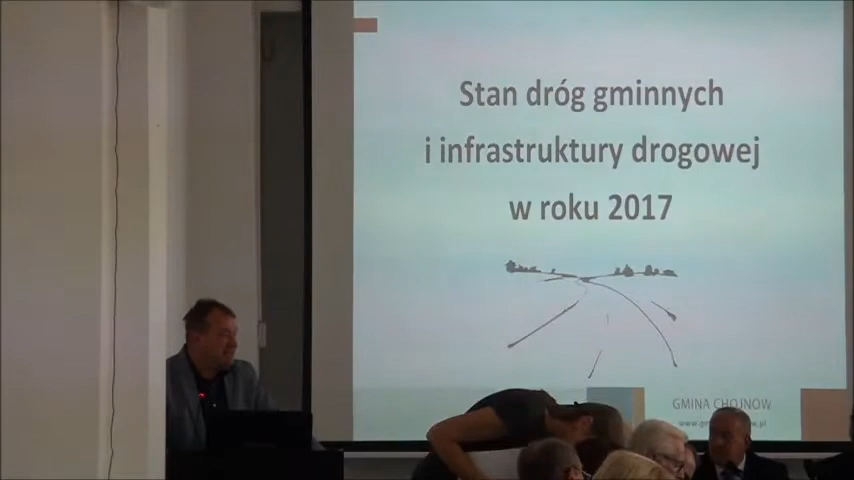 Stan dróg gminnych
i infrastruktury drogowej
w roku 2017
GMINA CHOJNÓW